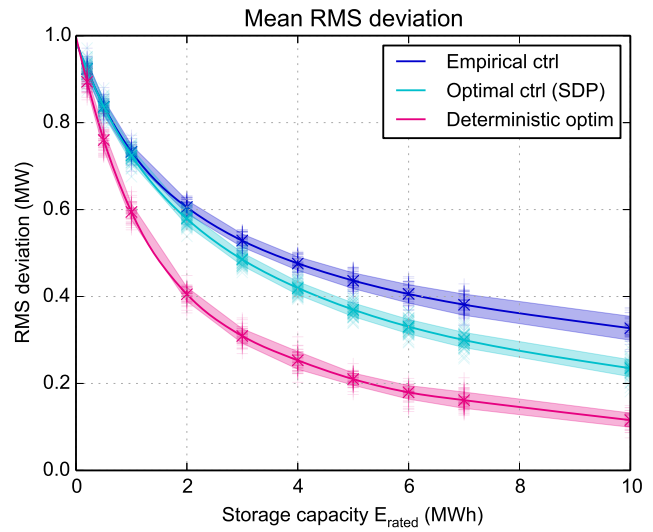 Mean RMS deviation
1.0
0.8
0.6
0.4
0.2
0.0
RMS deviation (MW)
Empirical ctrl
Optimal ctrl (SDP)
Deterministic optim
0 2 4 6 8 10
Storage capacity E_rated (MWh)